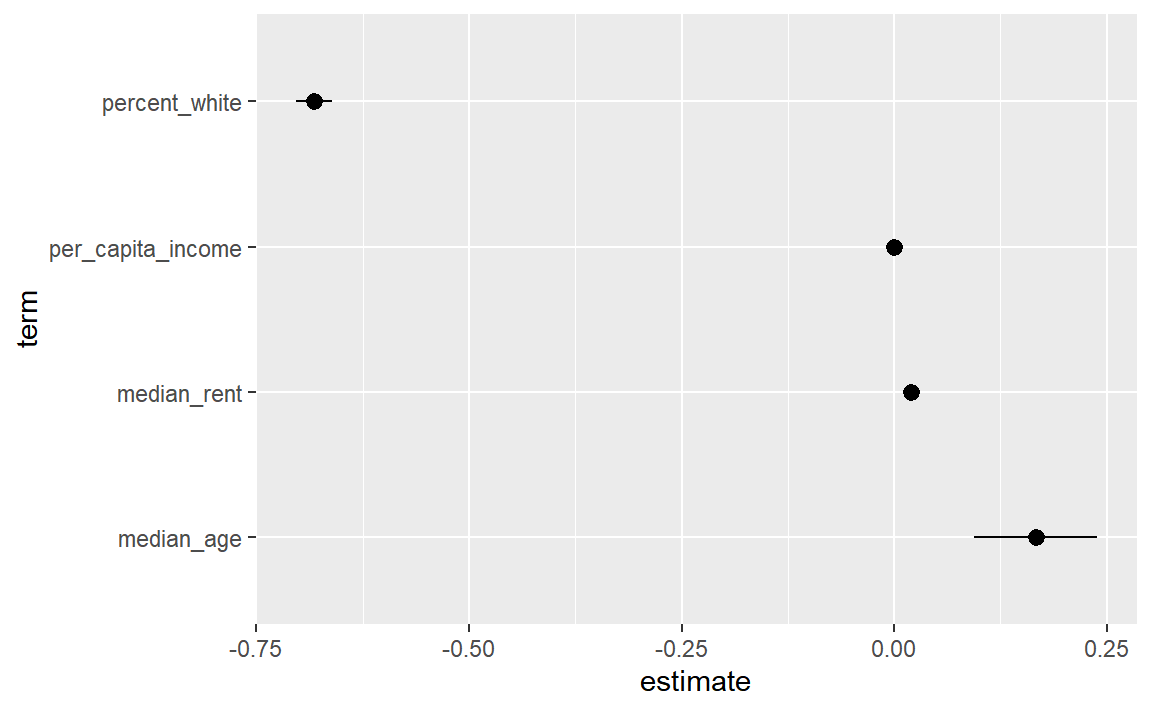 percent_white
per_capita_income
term
median_rent
median_age
-0.75 -0.50 -0.25 0.00 0.25
estimate